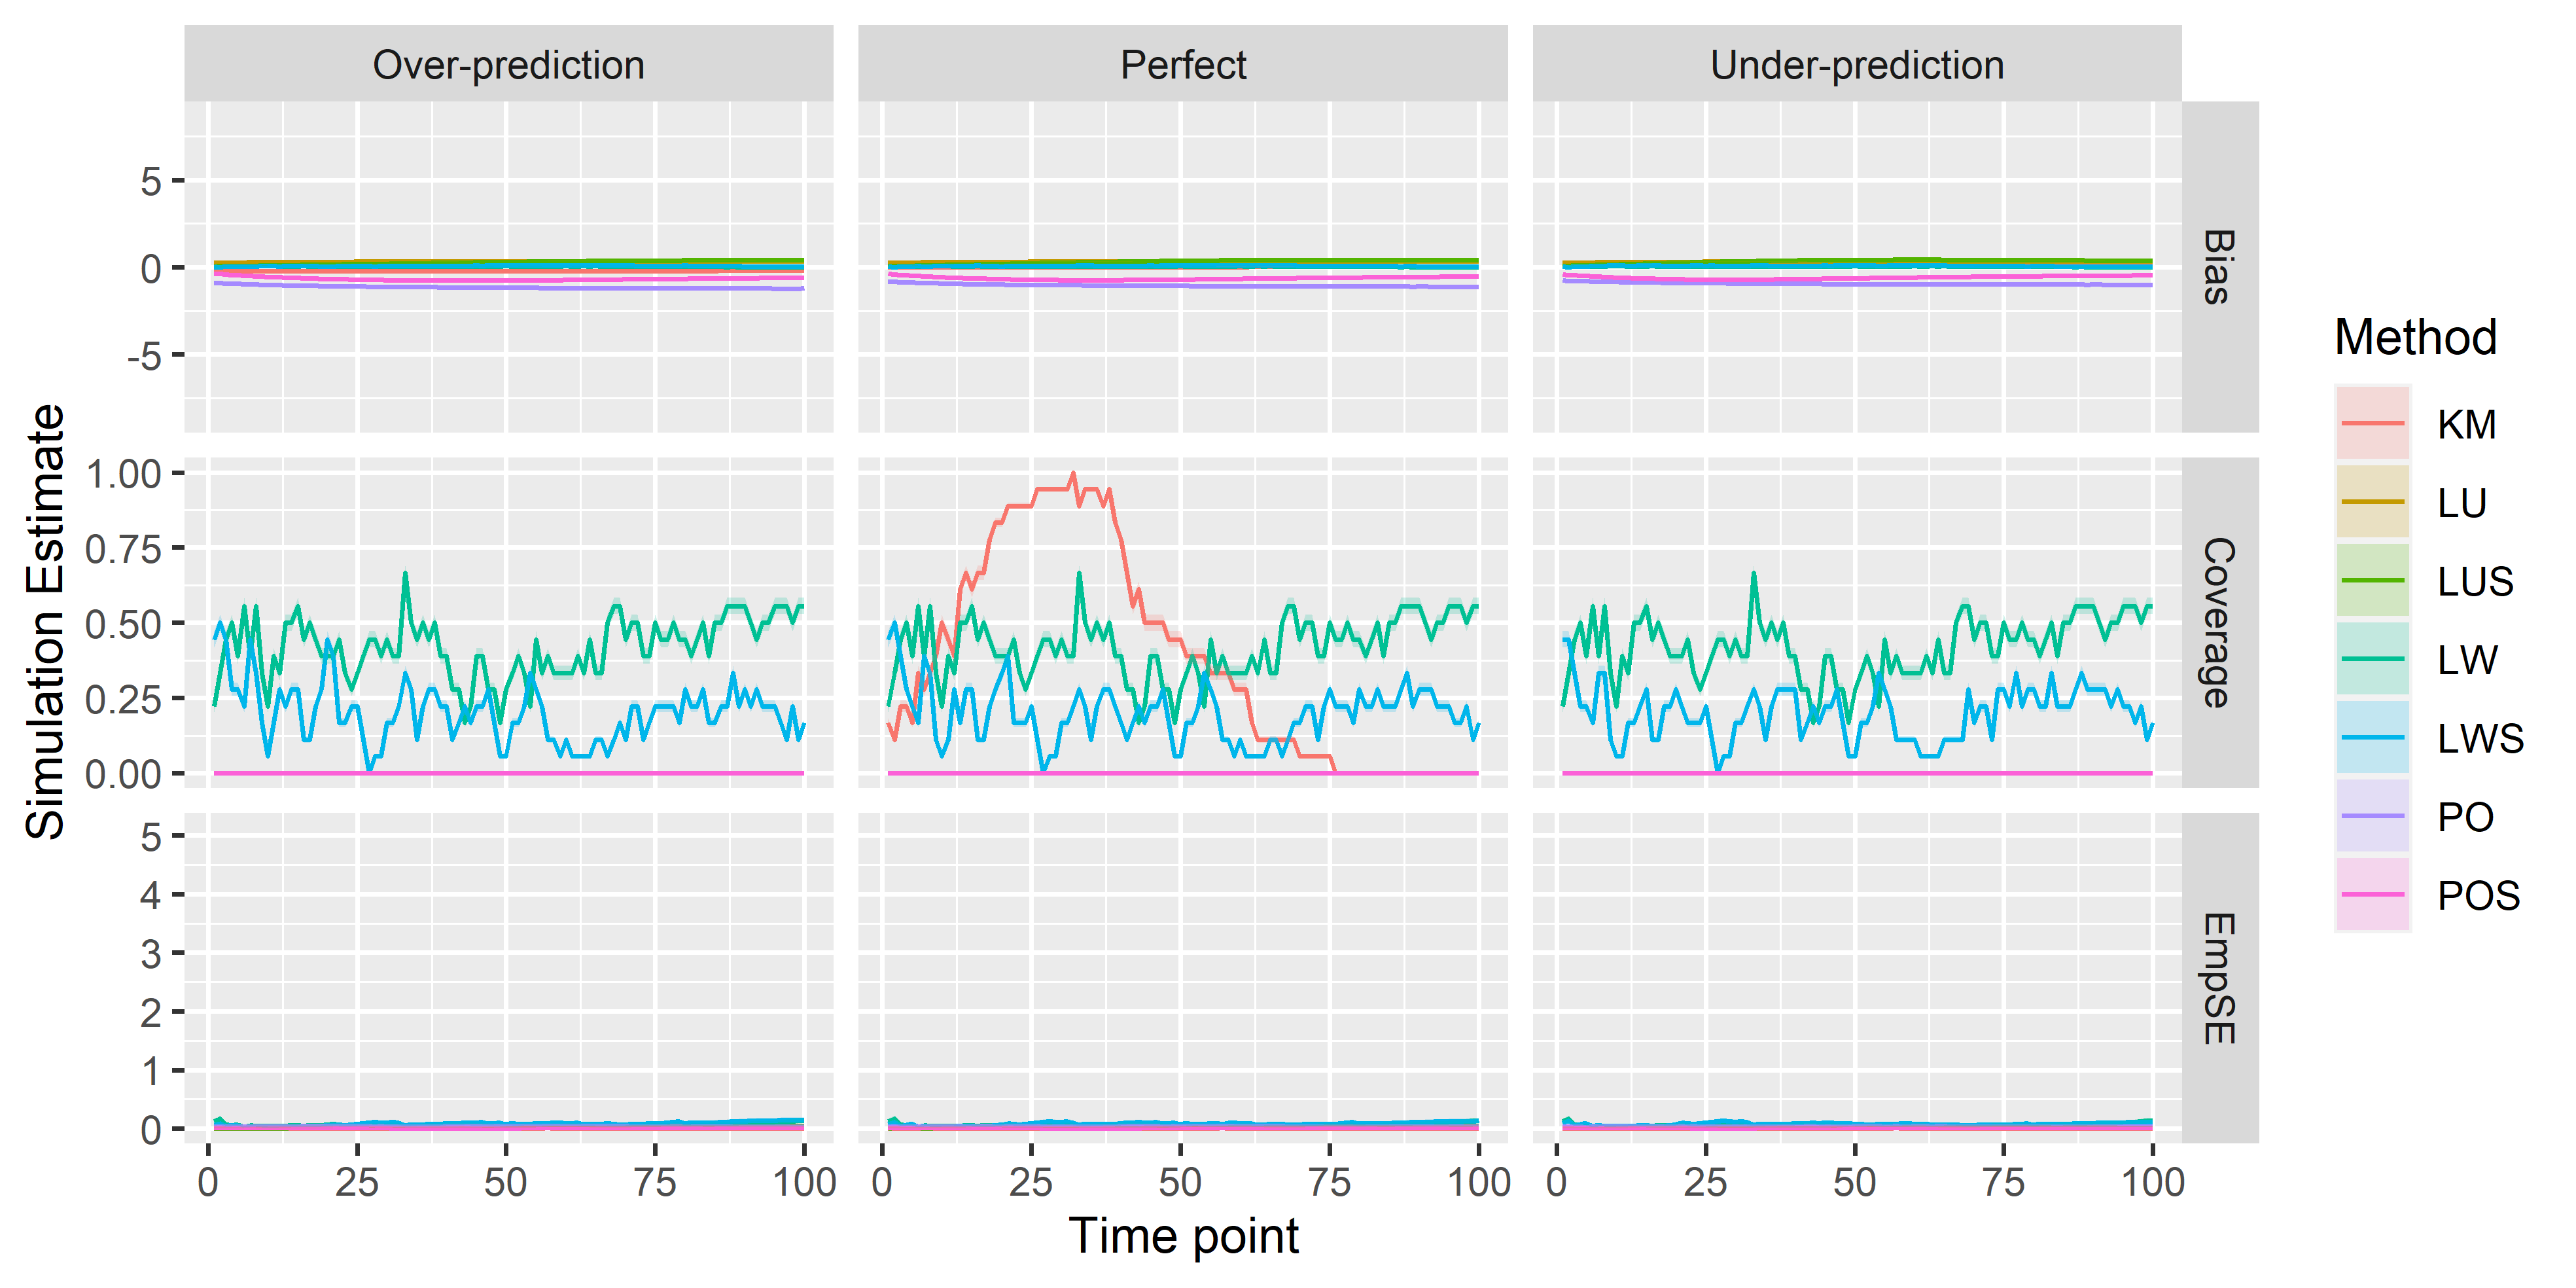 Over-prediction Perfect Under-prediction
5
0
-5
Bias
1.00
0.75
0.50
0.25
0.00
Coverage
5
4
3
2
1
0
EmpSE
0 25 50 75 100 0 25 50 75 100 0 25 50 75 100
Time point
Simulation Estimate
Method
KM
LU
LUS
LW
LWS
PO
POS